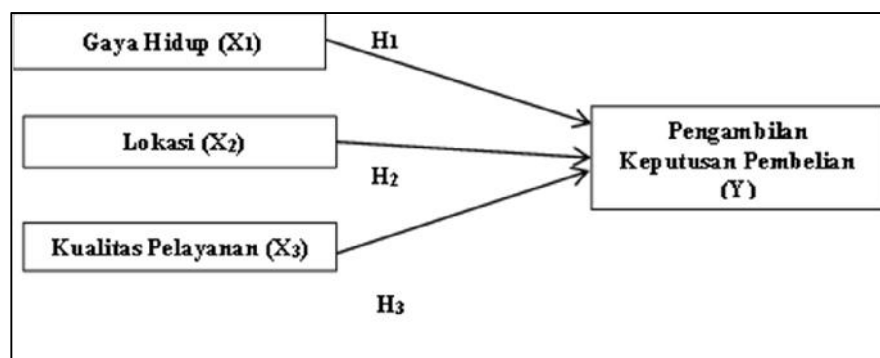 Gaya Hidup (X1)
H1
Lokasi (X2)
H2
Kualitas Pelayanan (X3)
H3
Pengambilan
Keputusan Pembelian
(Y)